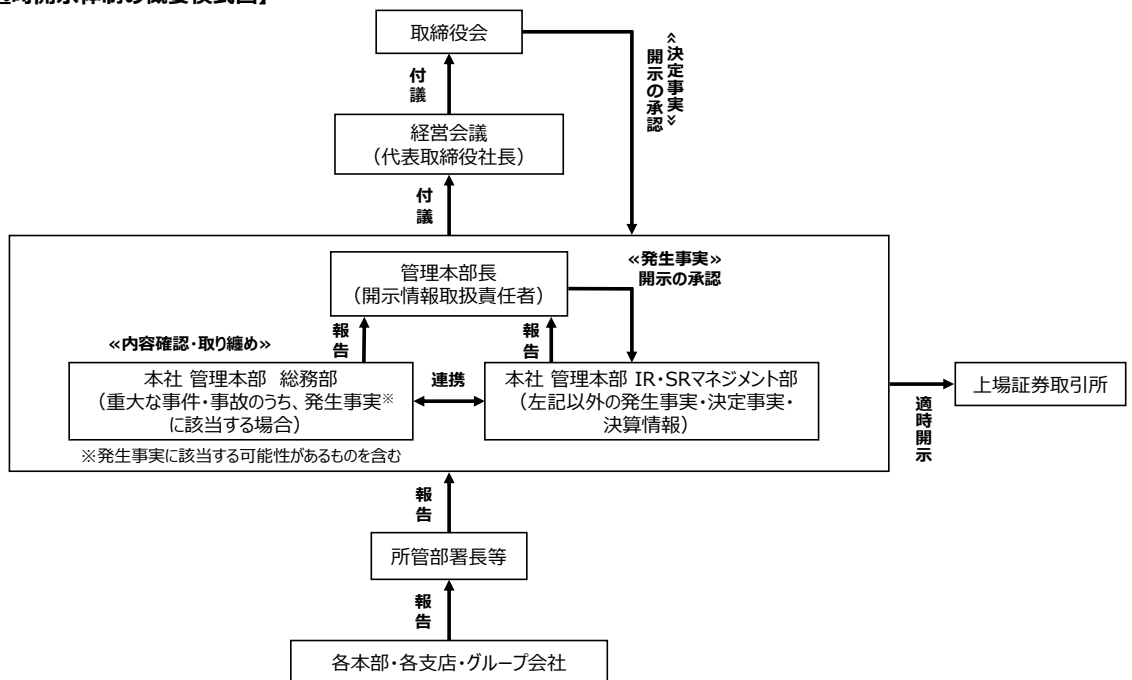 適時開示体制の概要模式図】
取締役会
付
議
《決定事実》
開示の承認
経営会議
（代表取締役社長）
付
議
管理本部長
（開示情報取扱責任者）
«発生事実»
開示の承認
報
告
報
告
«内容確認・取り纏め»
本社 管理本部 総務部
（重大な事件・事故のうち、発生事実※
に該当する場合）
連携
本社 管理本部 IR・SRマネジメント部
（左記以外の発生事実・決定事実・
決算情報）
※発生事実に該当する可能性があるものを含む
適時開示
上場証券取引所
報
告
所管部署長等
報
告
各本部・各支店・グループ会社